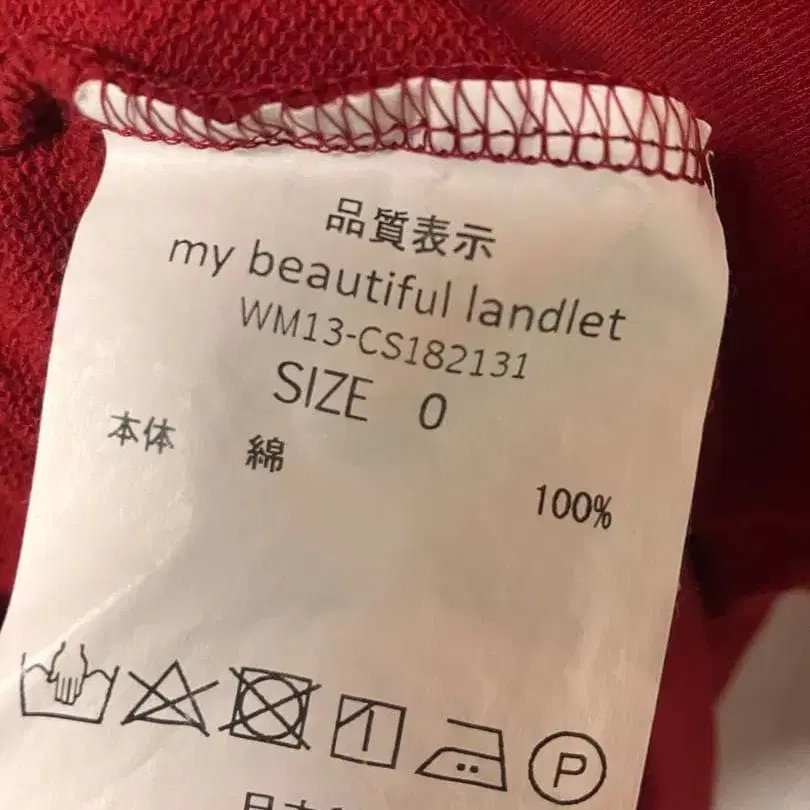 品質表示
my beautiful landlet
WM13-CS182131
SIZE 0
本体 綿 100%
P